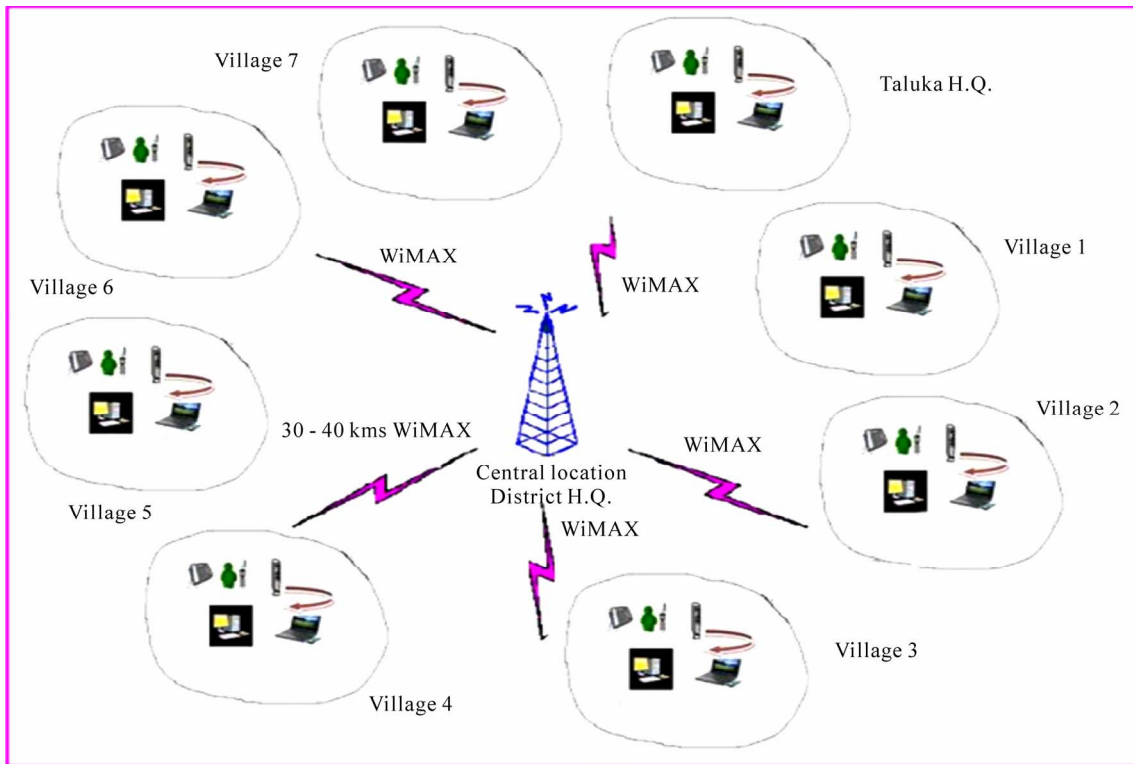 Village 7
Taluka H.Q.
Village 1
WiMAX
WiMAX
Village 6
Village 2
30 - 40 kms WiMAX
WiMAX
Central location
District H.Q.
Village 5
WiMAX
Village 3
Village 4